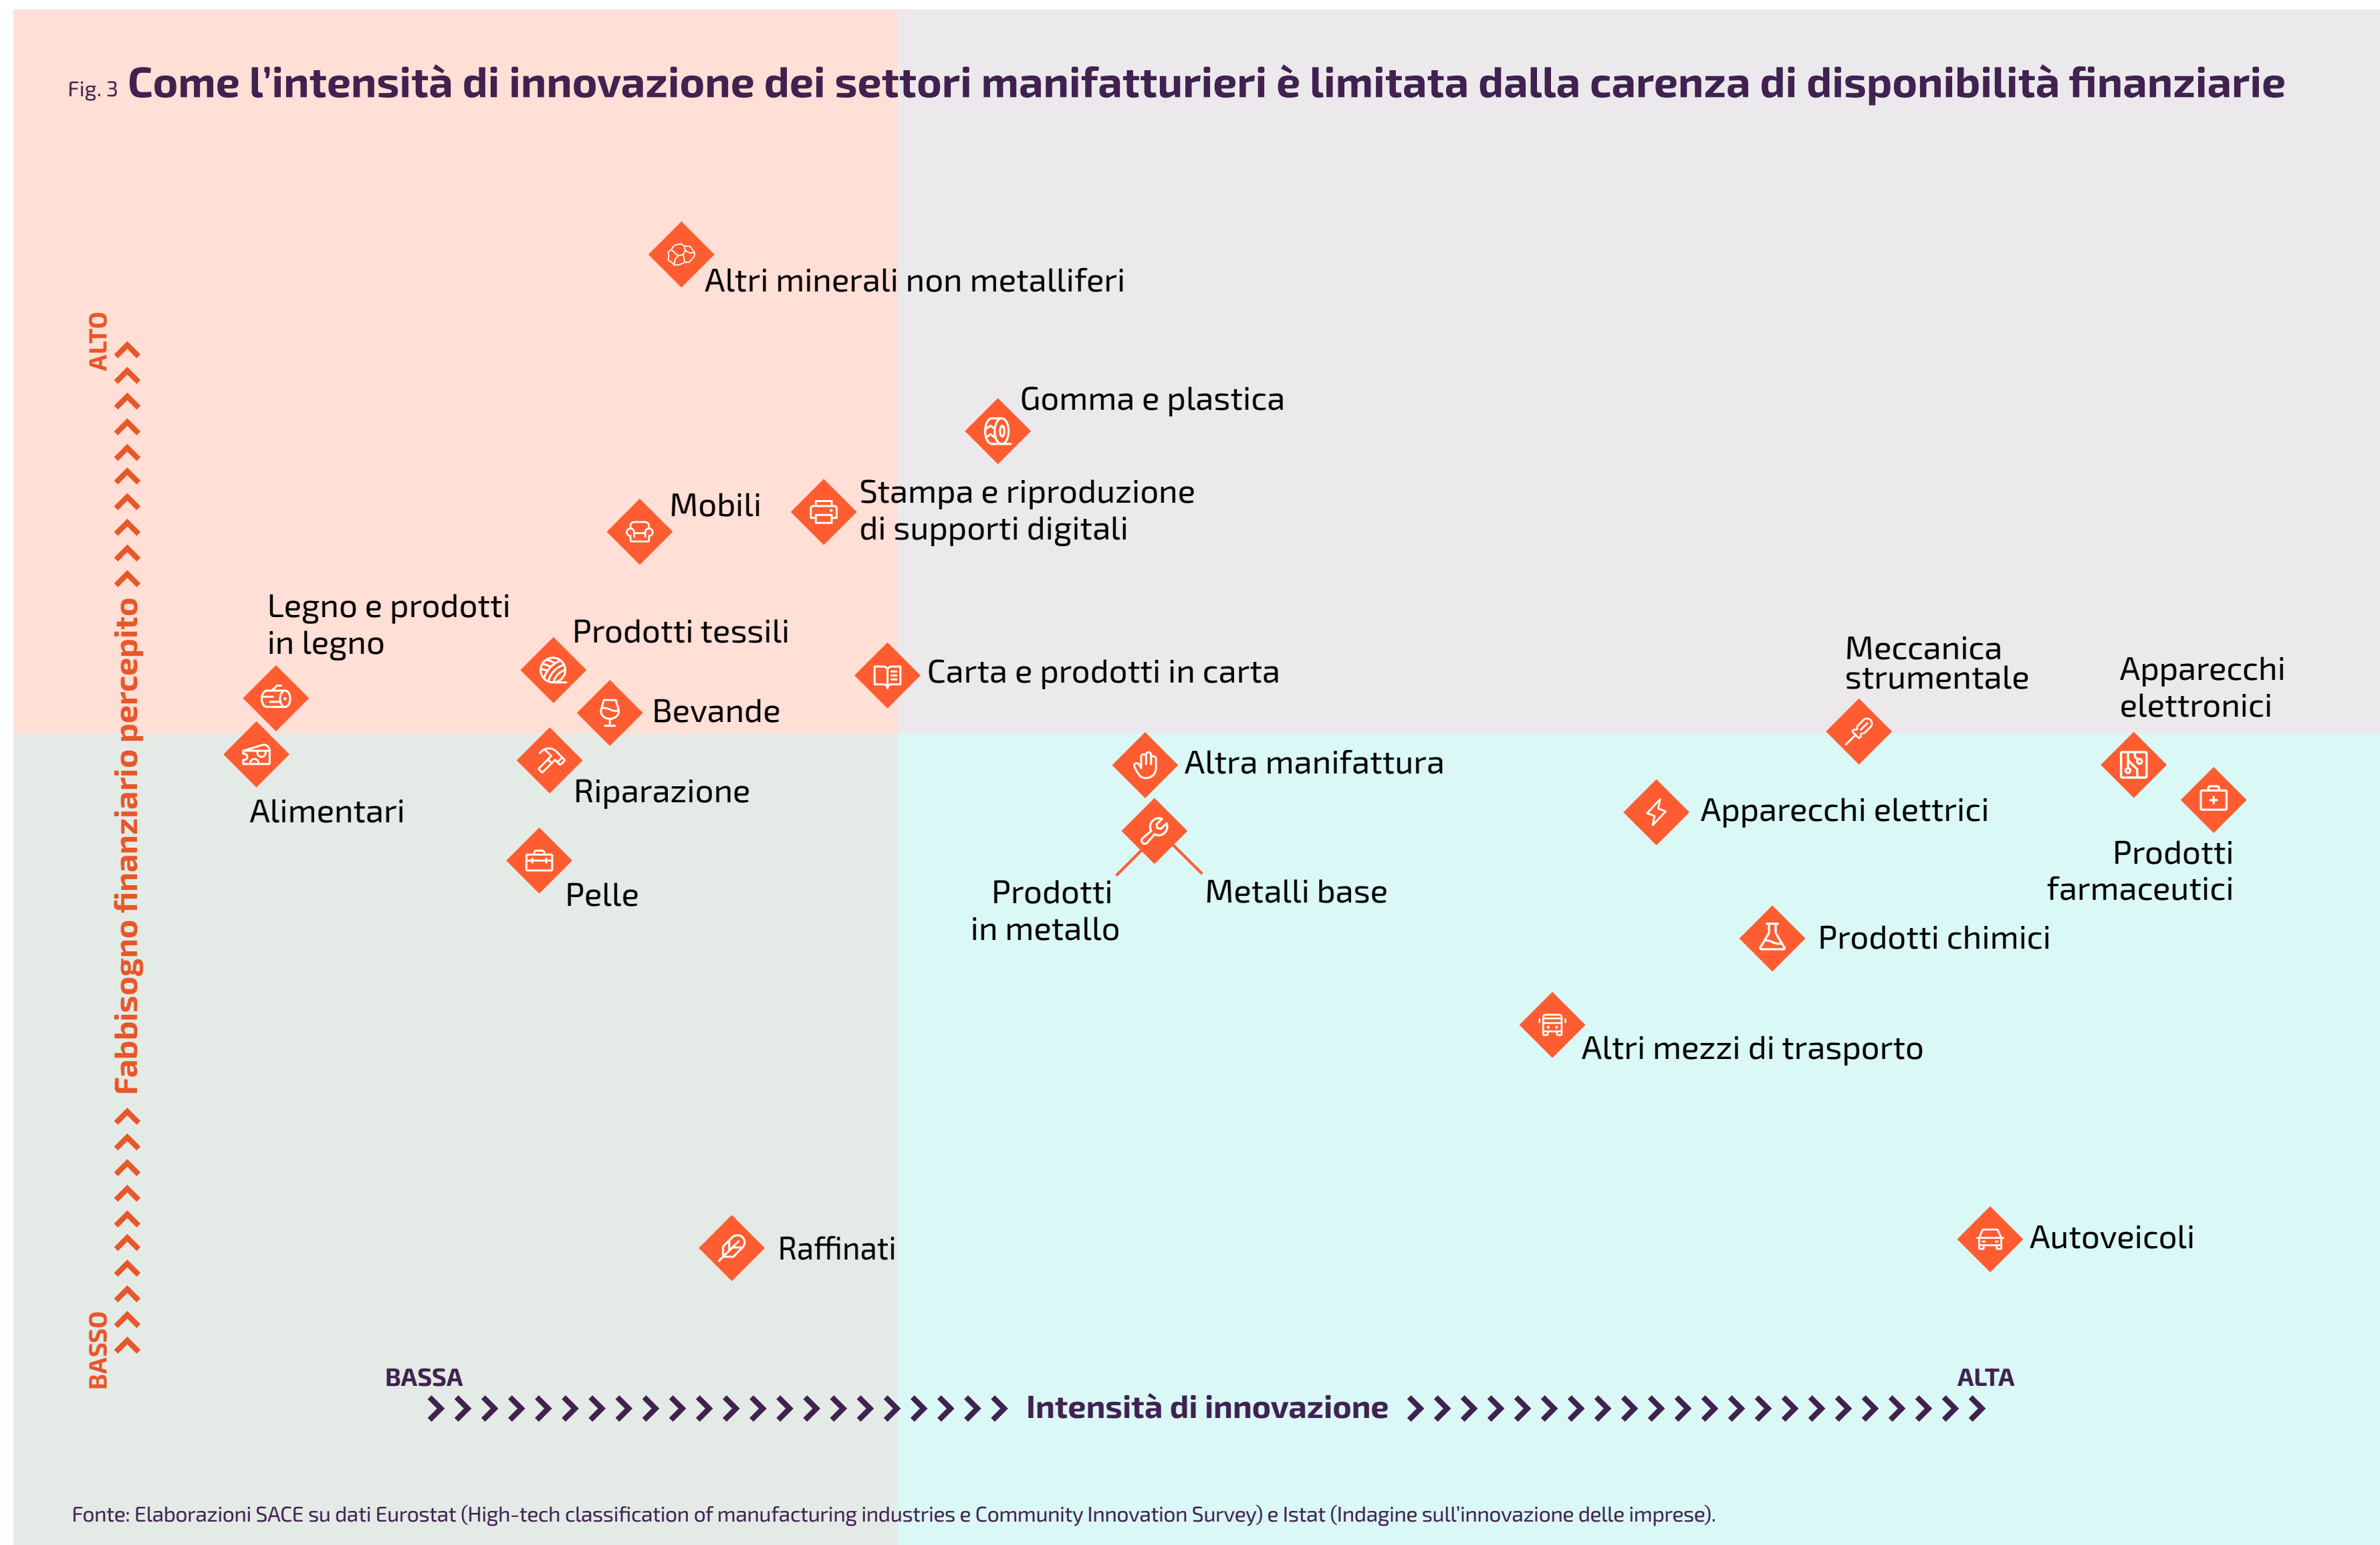 Fig. 3 Come l’intensità di innovazione dei settori manifatturieri è limitata dalla carenza di disponibilità finanziarie
Altri minerali non metalliferi
ALTO
Gomma e plastica
Mobili
Stampa e riproduzione
di supporti digitali
Legno e prodotti
in legno
Prodotti tessili
Carta e prodotti in carta
Meccanica
strumentale
Apparecchi
elettronici
Bevande
Fabbisogno finanziario percepito
Alimentari
Riparazione
Altra manifattura
Apparecchi elettrici
Pelle
Prodotti
in metallo
Metalli base
Prodotti
farmaceutici
Prodotti chimici
Altri mezzi di trasporto
Raffinati
Autoveicoli
BASSO
BASSA
ALTA
Intensità di innovazione
Fonte: Elaborazioni SACE su dati Eurostat (High-tech classification of manufacturing industries e Community Innovation Survey) e Istat (Indagine sull’innovazione delle imprese).